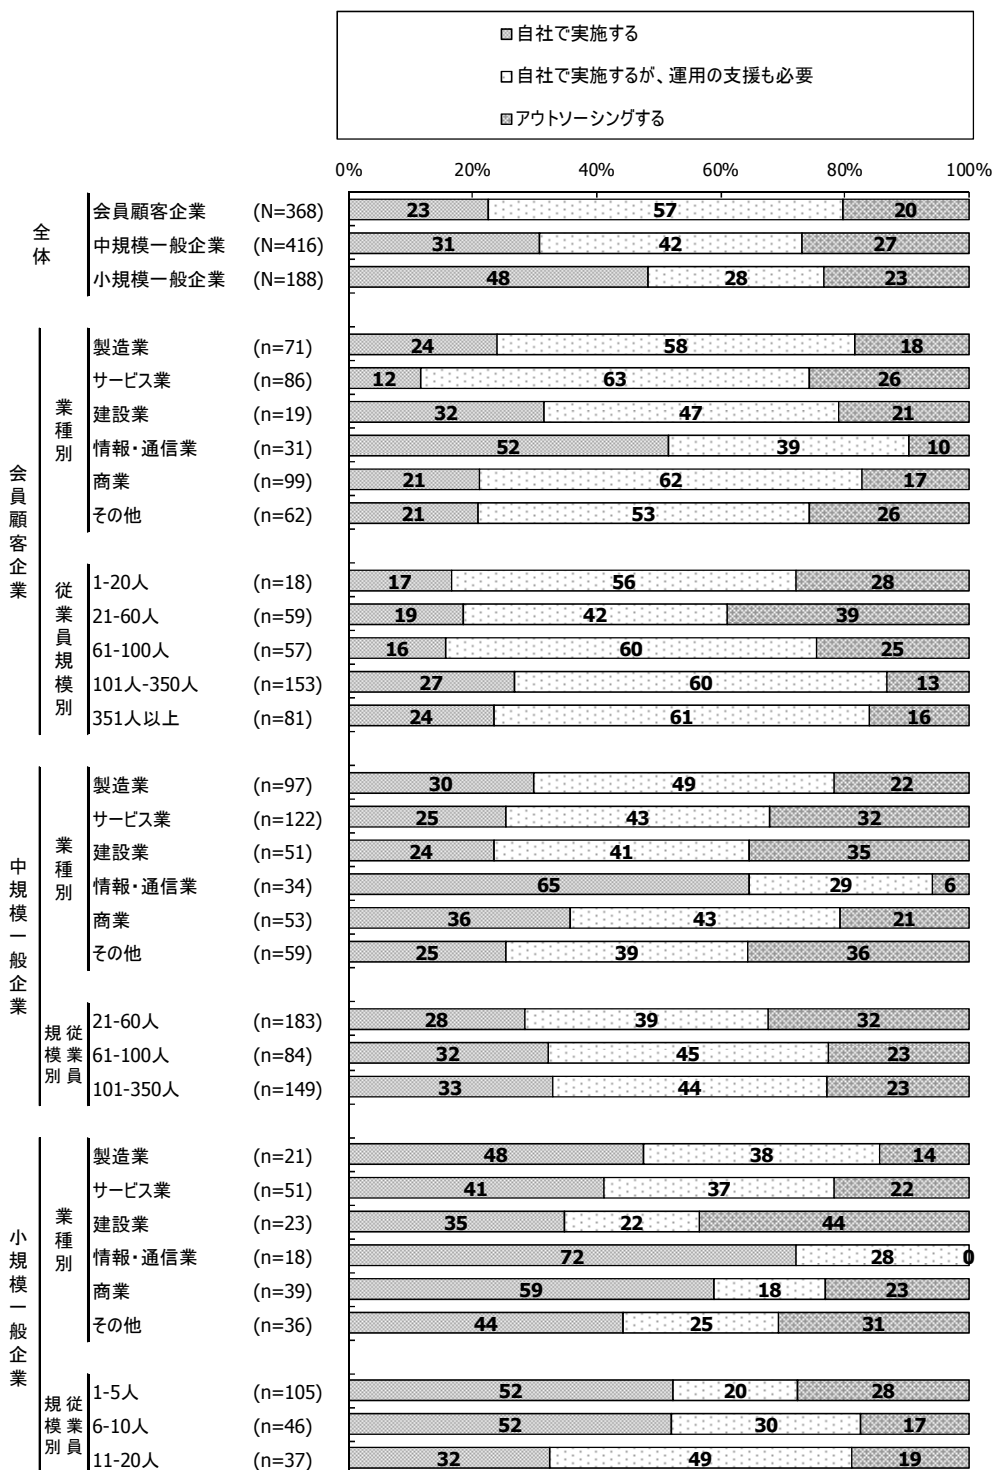 自社で実施する
自社で実施するが、運用の支援も必要
アウトソーシングする
0% 20% 40% 60% 80% 100%
全体
会員顧客企業 (N=368) 23 57 20
中規模一般企業 (N=416) 31 42 27
小規模一般企業 (N=188) 48 28 23
会員顧客企業
業種別
製造業 (n=71) 24 58 18
サービス業 (n=86) 12 63 26
建設業 (n=19) 32 47 21
情報・通信業 (n=31) 52 39 10
商業 (n=99) 21 62 17
その他 (n=62) 21 53 26
従業員規模別
1-20人 (n=18) 17 56 28
21-60人 (n=59) 19 42 39
61-100人 (n=57) 16 60 25
101人-350人 (n=153) 27 60 13
351人以上 (n=81) 24 61 16
中規模一般企業
業種別
製造業 (n=97) 30 49 22
サービス業 (n=122) 25 43 32
建設業 (n=51) 24 41 35
情報・通信業 (n=34) 65 29 6
商業 (n=53) 36 43 21
その他 (n=59) 25 39 36
従業員規模別
21-60人 (n=183) 28 39 32
61-100人 (n=84) 32 45 23
101-350人 (n=149) 33 44 23
小規模一般企業
業種別
製造業 (n=21) 48 38 14
サービス業 (n=51) 41 37 22
建設業 (n=23) 35 22 44
情報・通信業 (n=18) 72 28 0
商業 (n=39) 59 18 23
その他 (n=36) 44 25 31
従業員規模別
1-5人 (n=105) 52 20 28
6-10人 (n=46) 52 30 17
11-20人 (n=37) 32 49 19